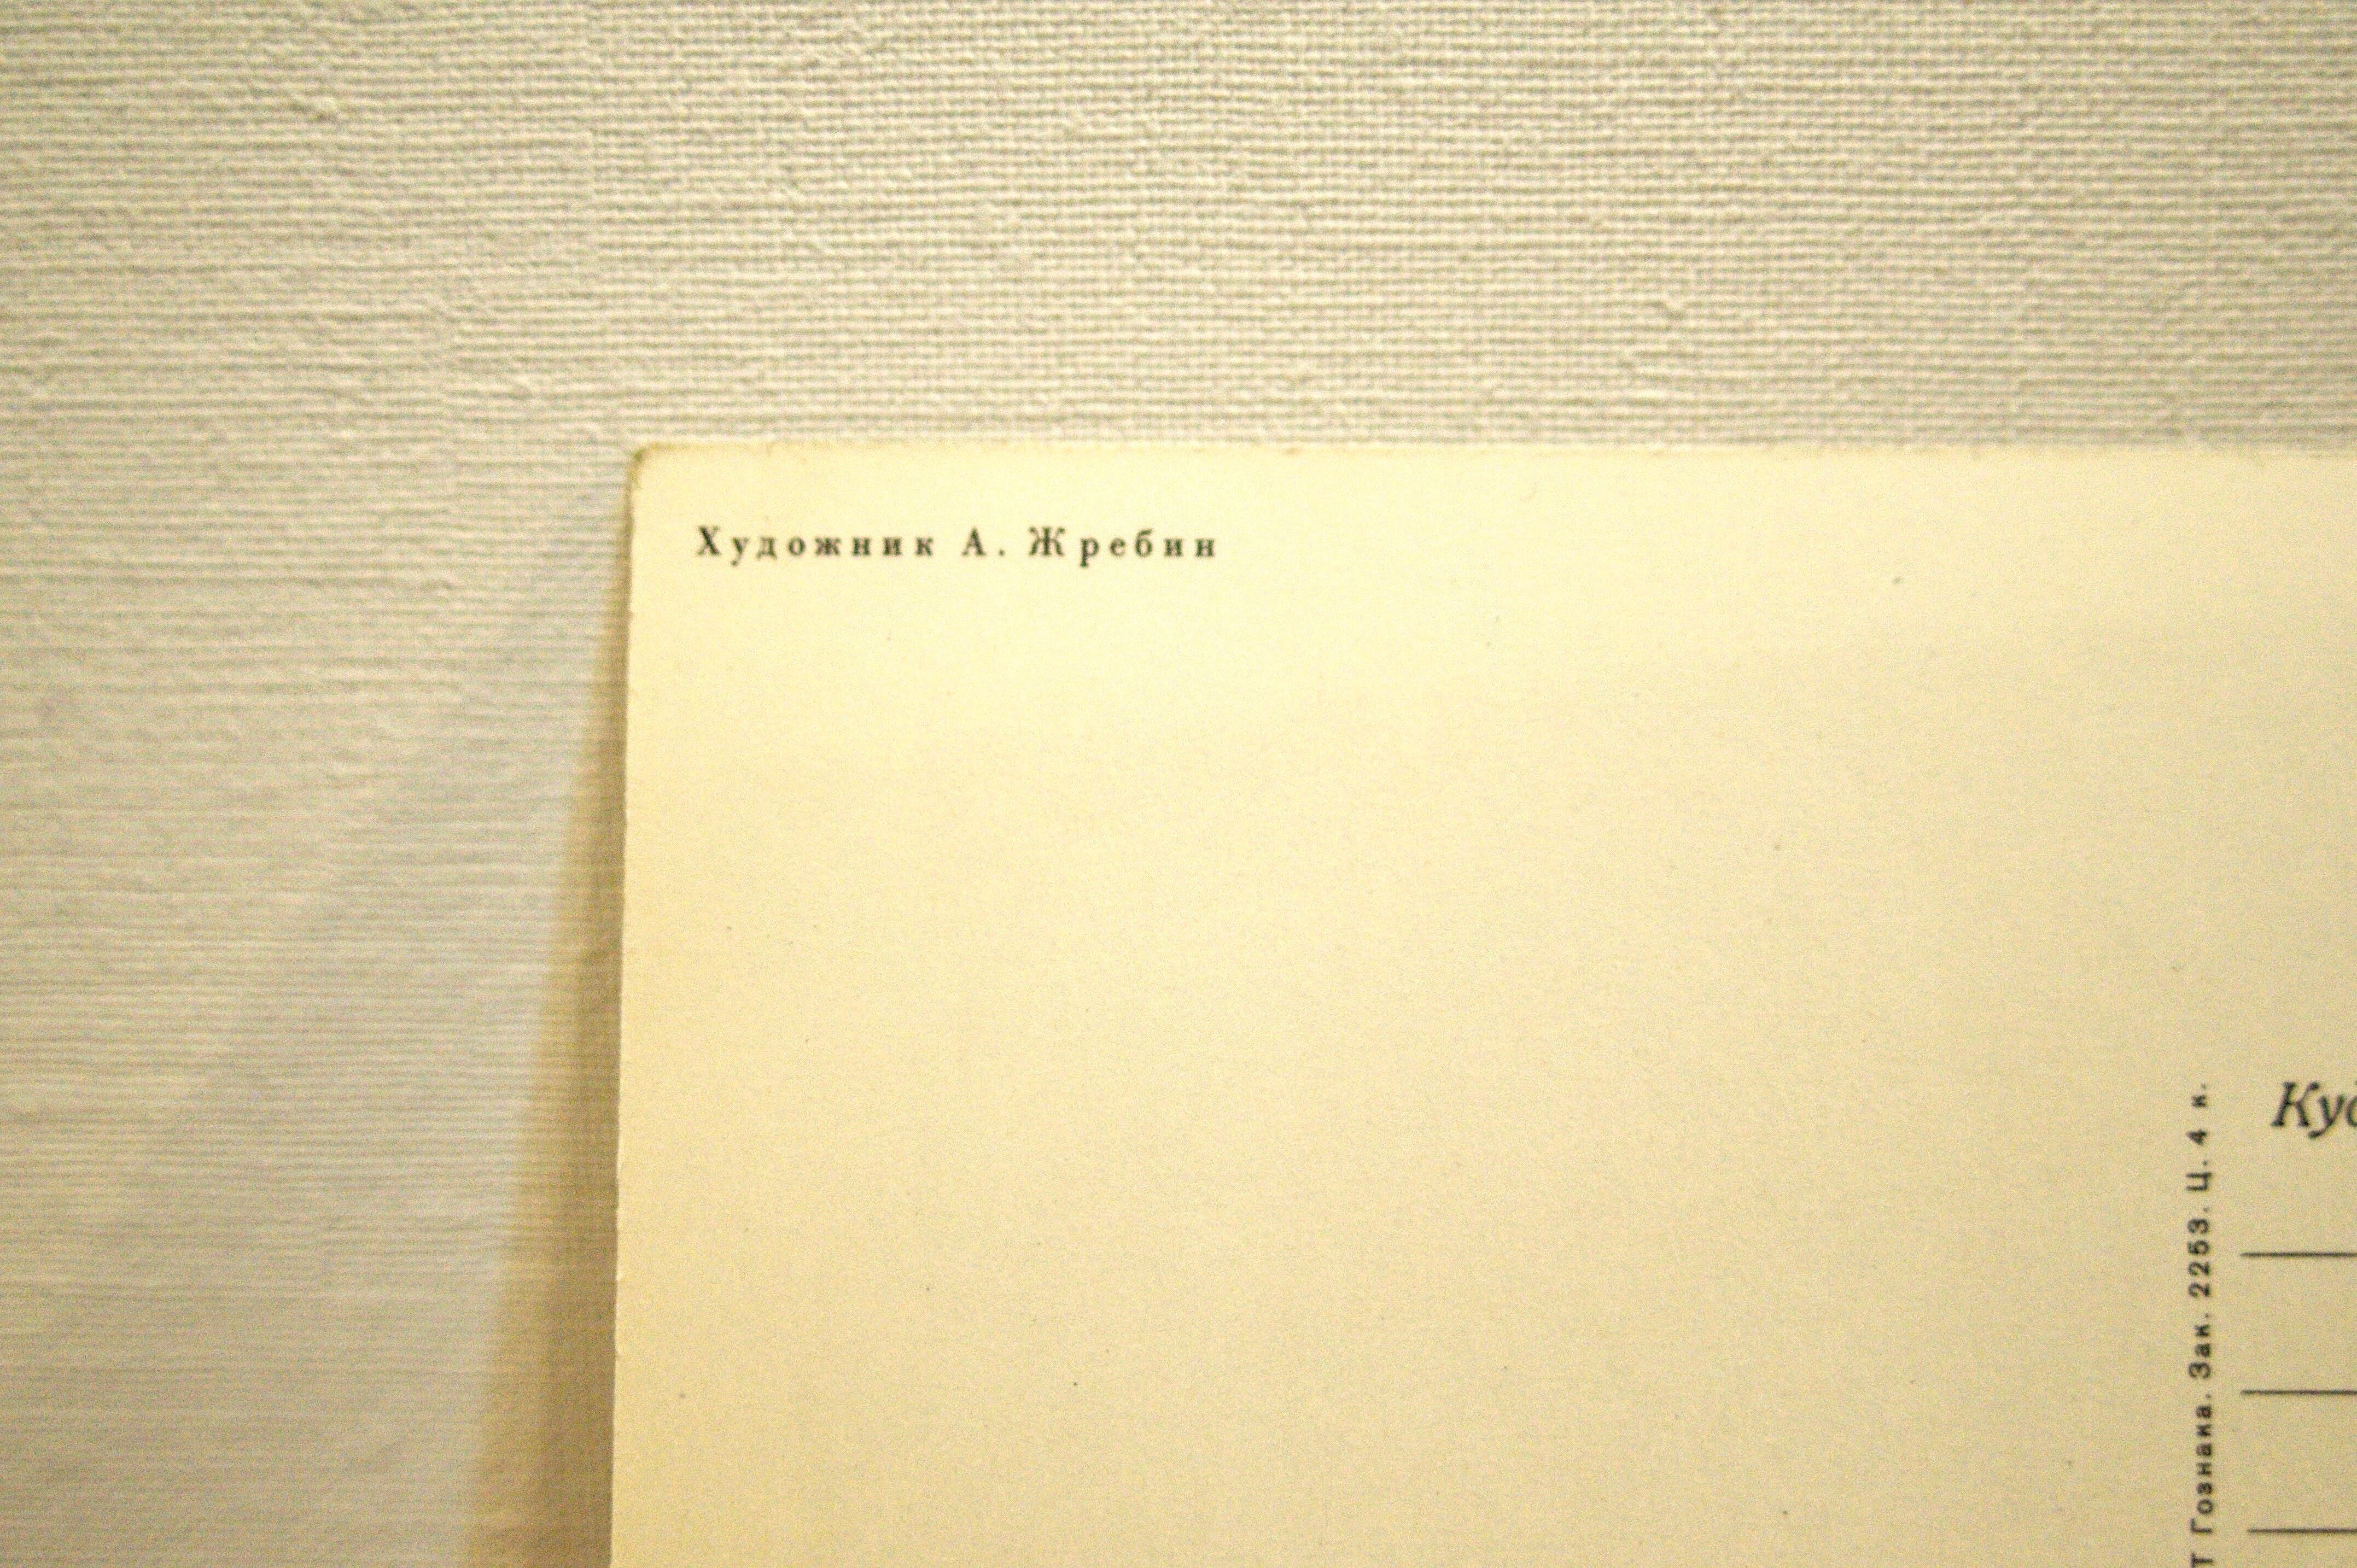 Художник А. Жребин
Гознака. Зак. 2253. Ц. 4 к.